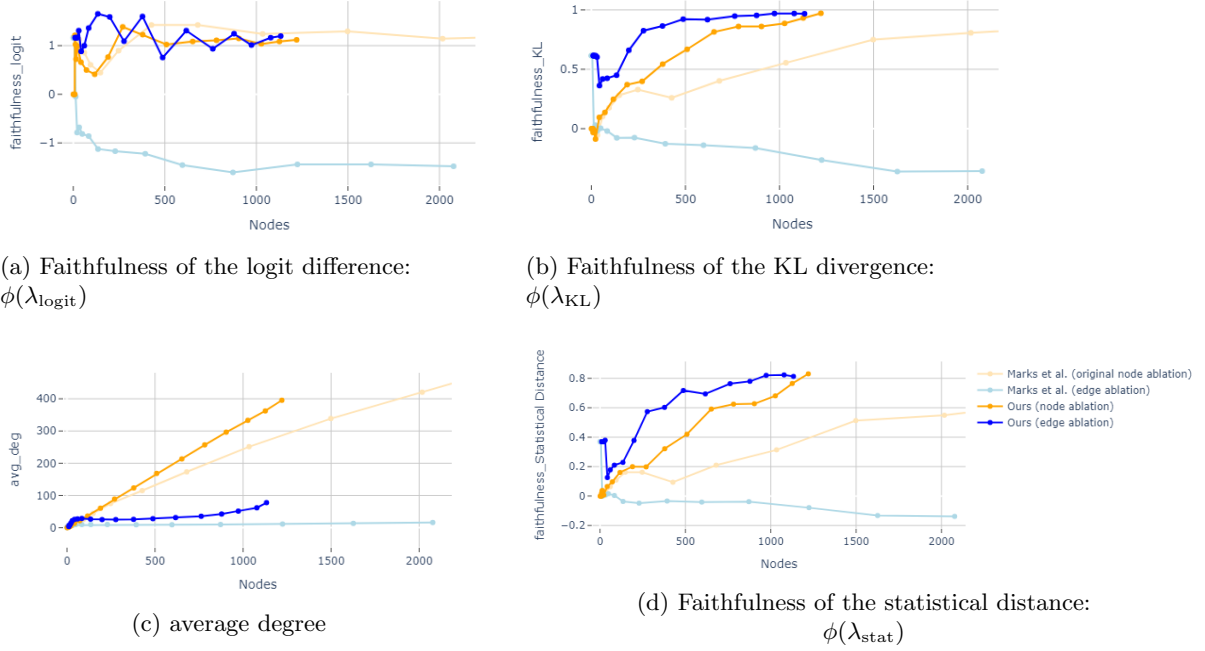 1
0
−1
faithfulness_logit
0
500
1000
1500
2000
Nodes
1
0.5
0
faithfulness_KL
0
500
1000
1500
2000
Nodes
(a) Faithfulness of the logit difference:
ϕ(λlogit)
(b) Faithfulness of the KL divergence:
ϕ(λKL)
400
300
200
100
0
avg_deg
0
500
1000
1500
2000
Nodes
(c) average degree
0.8
0.6
0.4
0.2
0
−0.2
faithfulness_Statistical Distance
0
500
1000
1500
2000
Nodes
Marks et al. (original node ablation)
Marks et al. (edge ablation)
Ours (node ablation)
Ours (edge ablation)
(d) Faithfulness of the statistical distance:
ϕ(λstat)